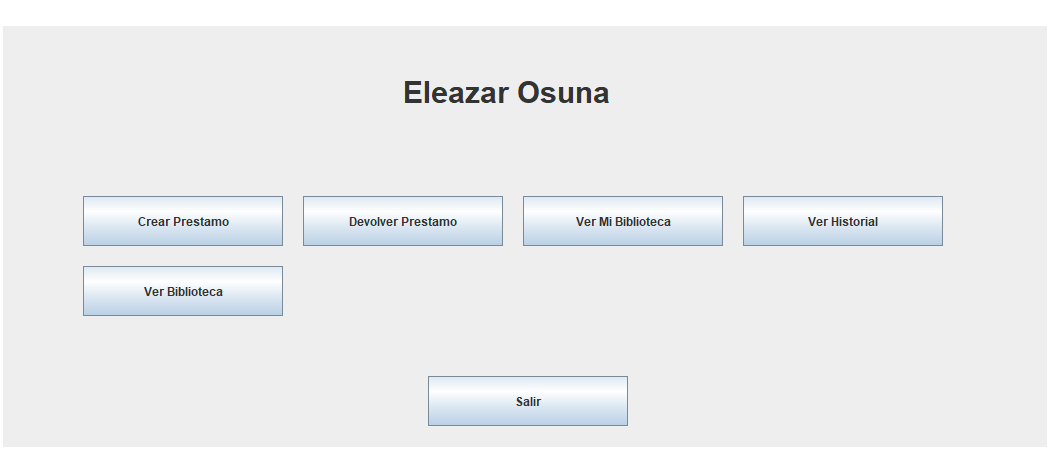 Eleazar Osuna
Crear Prestamo
Devolver Prestamo
Ver Mi Biblioteca
Ver Historial
Ver Biblioteca
Salir